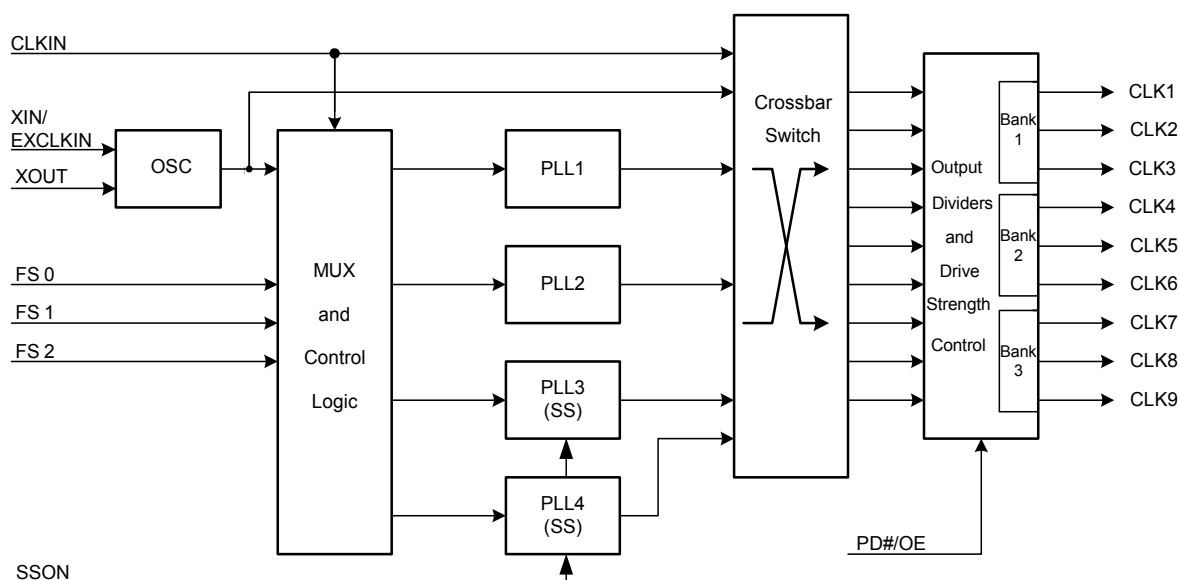 CLKIN
XIN/
EXCLKIN
XOUT
OSC
FS 0
FS 1
FS 2
SSON
MUX
and
Control
Logic
PLL1
PLL2
PLL3
(SS)
PLL4
(SS)
Crossbar
Switch
Output
Dividers
and
Drive
Strength
Control
Bank
1
Bank
2
Bank
3
CLK1
CLK2
CLK3
CLK4
CLK5
CLK6
CLK7
CLK8
CLK9
PD#/OE